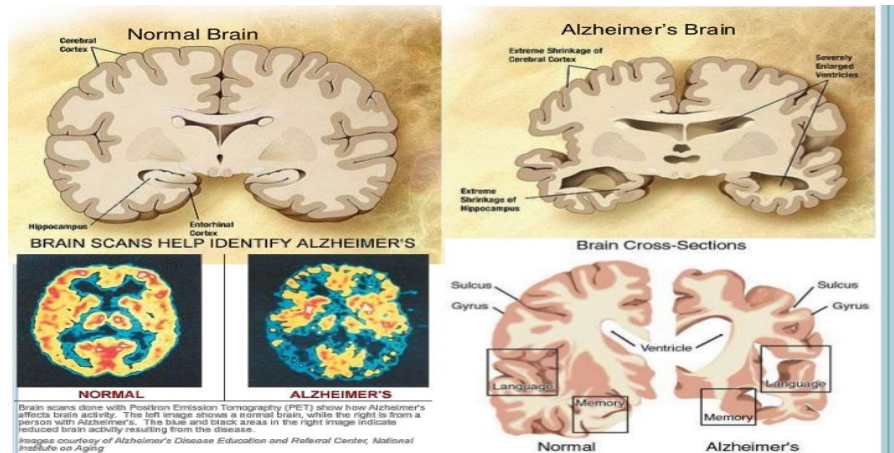 Normal Brain
Cerebral
Cortex
Hippocampus
Entorhinal
Cortex
Alzheimer's Brain
Extreme Shrinkage of
Cerebral Cortex
Severely
Enlarged
Ventricles
Extreme
Shrinkage of
Hippocampus
BRAIN SCANS HELP IDENTIFY ALZHEIMER'S
NORMAL
ALZHEIMER'S
Brain scans done with Positron Emission Tomography (PET) show how Alzheimer's
affects brain activity. The left image shows a normal brain, while the right is from a
person with Alzheimer's. The blue and black areas in the right image indicate
reduced brain activity resulting from the disease.
Images courtesy of Alzheimer's Disease Education and Referral Center, National
Institute on Aging
Brain Cross-Sections
Sulcus
Gyrus
Ventricle
Language
Memory
Normal
Sulcus
Gyrus
Language
Memory
Alzheimer's